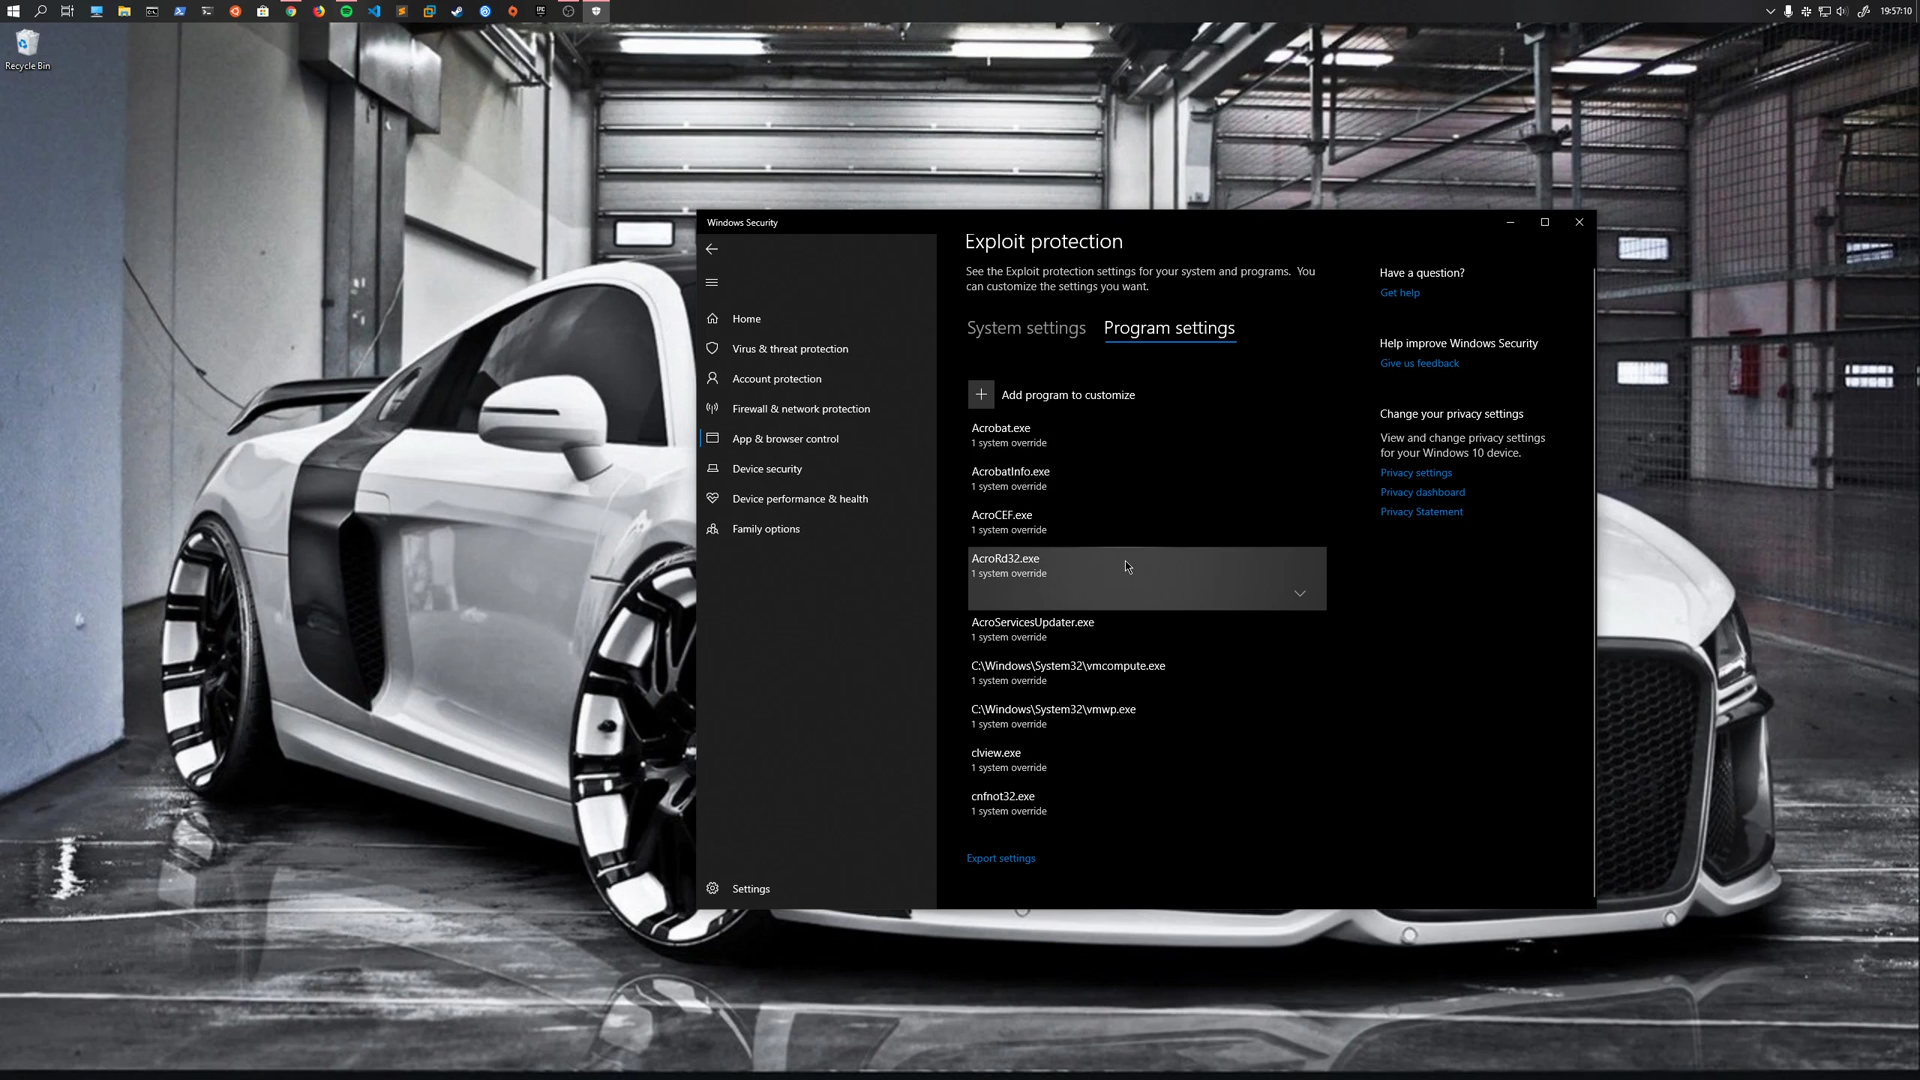 19:57:10
Recycle Bin
Windows Security
Home
Virus & threat protection
Account protection
Firewall & network protection
App & browser control
Device security
Device performance & health
Family options
Settings
Exploit protection
See the Exploit protection settings for your system and programs. You
can customize the settings you want.
System settings
Program settings
Add program to customize
Acrobat.exe
1 system override
AcrobatInfo.exe
1 system override
AcroCEF.exe
1 system override
AcroRd32.exe
1 system override
AcroServicesUpdater.exe
1 system override
C:\Windows\System32\vmcompute.exe
1 system override
C:\Windows\System32\vmwp.exe
1 system override
clview.exe
1 system override
cnfnot32.exe
1 system override
Export settings
Have a question?
Get help
Help improve Windows Security
Give us feedback
Change your privacy settings
View and change privacy settings
for your Windows 10 device.
Privacy settings
Privacy dashboard
Privacy Statement